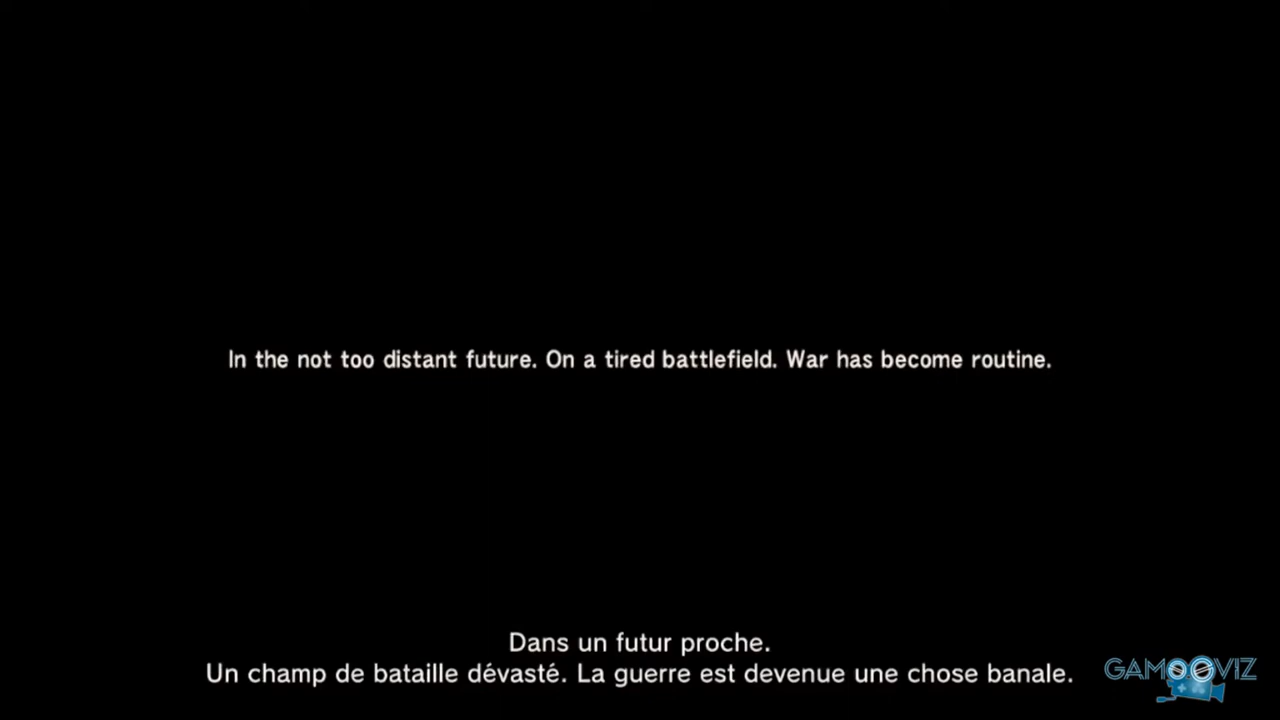 In the not too distant future. On a tired battlefield. War has become routine.
Dans un futur proche.
Un champ de bataille dévasté. La guerre est devenue une chose banale.
GAMOOVIZ